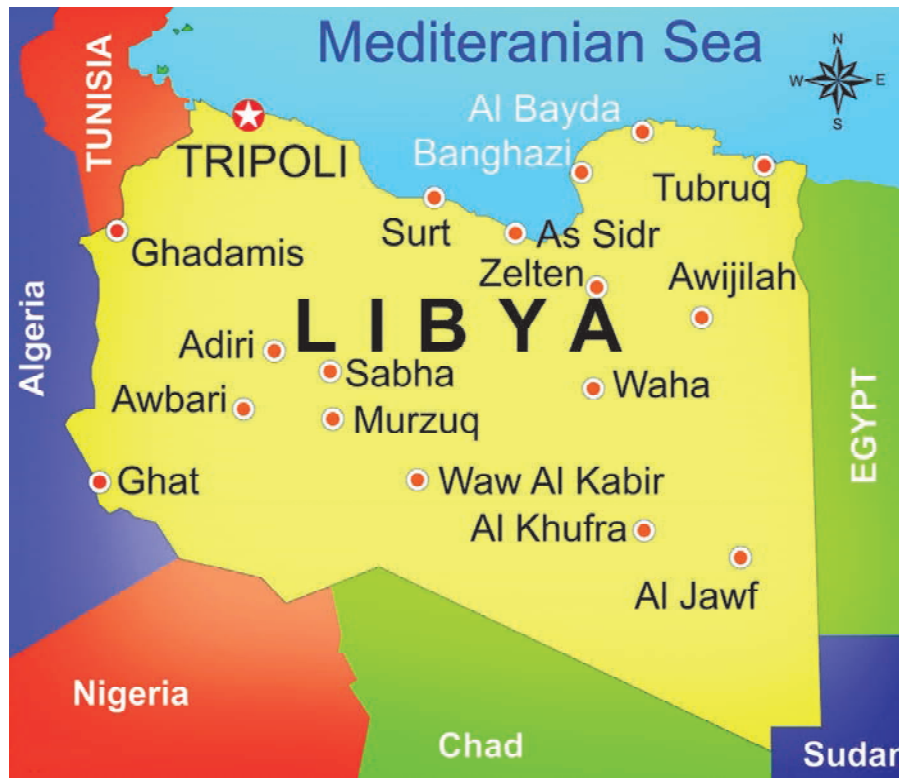 Mediteranian Sea
N
W
E
S
TUNISIA
Al Bayda
Banghazi
TRIPOLI
Tubruq
Surt
As Sidr
Ghadamis
Zelten
Awijilah
LIBYA
Algeria
Adiri
Sabha
Waha
Awbari
Murzuq
EGYPT
Ghat
Waw Al Kabir
Al Khufra
Al Jawf
Nigeria
Chad
Sudan